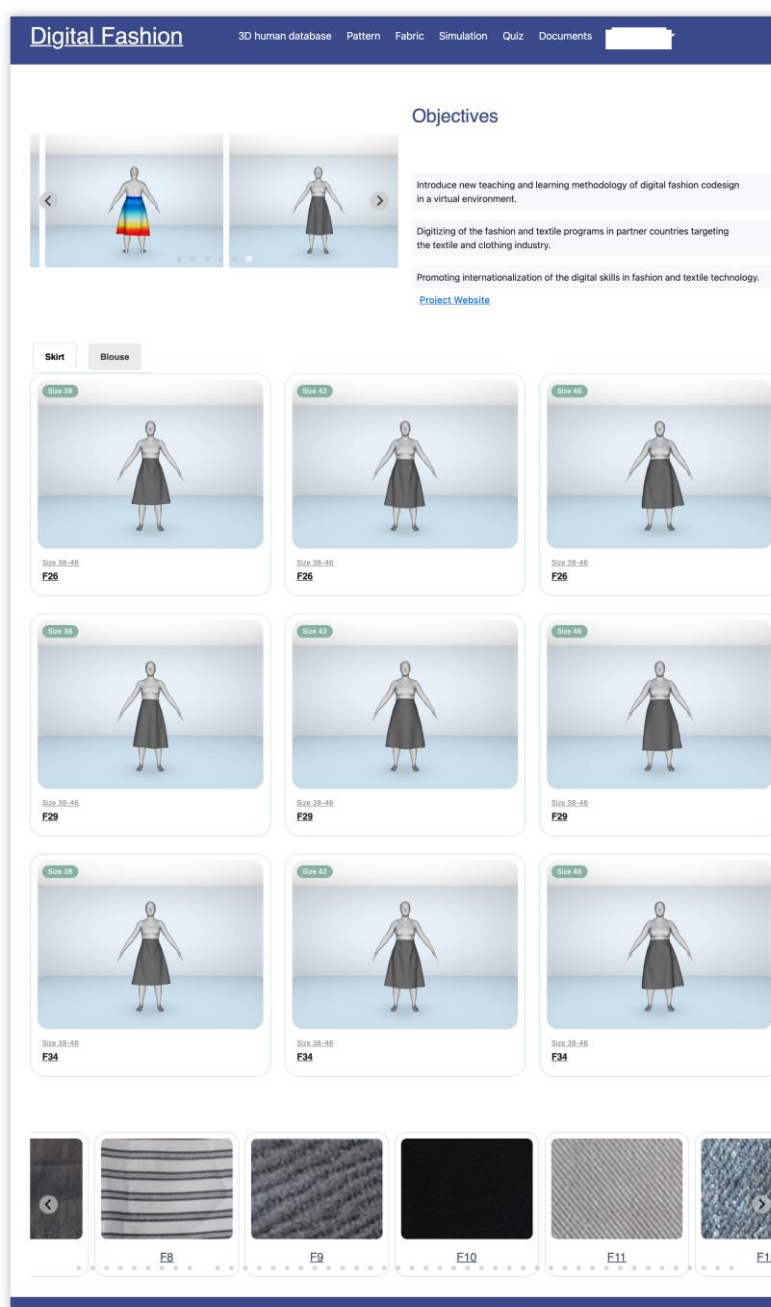 Digital Fashion
3D human database Pattern Fabric Simulation Quiz Documents
Objectives
Introduce new teaching and learning methodology of digital fashion codesign
in a virtual environment.
Digitizing of the fashion and textile programs in partner countries targeting
the textile and clothing industry.
Promoting internationalization of the digital skills in fashion and textile technology.
Project Website
Skirt Blouse
Size 38 Size 42 Size 46
Size 38-46 Size 38-46 Size 38-46
F26 F26 F26
Size 38 Size 42 Size 46
Size 38-46 Size 38-46 Size 38-46
F29 F29 F29
Size 38 Size 42 Size 46
Size 38-46 Size 38-46 Size 38-46
F34 F34 F34
F8 F9 F10 F11